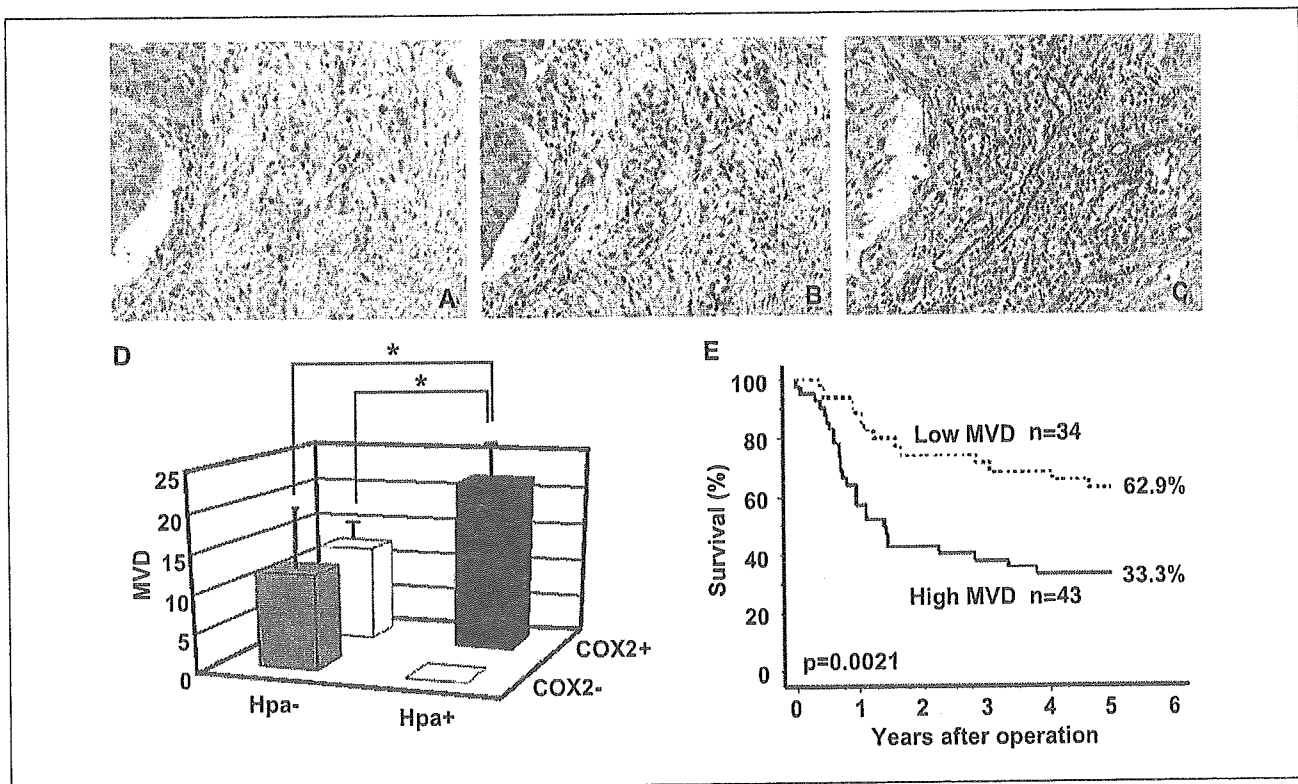 A
B
C
D
*
*
MVD
25
20
15
10
5
0
Hpa-
Hpa+
COX2-
COX2+
E
Survival (%)
100
80
60
40
20
0
Low MVD n=34
62.9%
33.3%
High MVD n=43
p=0.0021
0 1 2 3 4 5 6
Years after operation